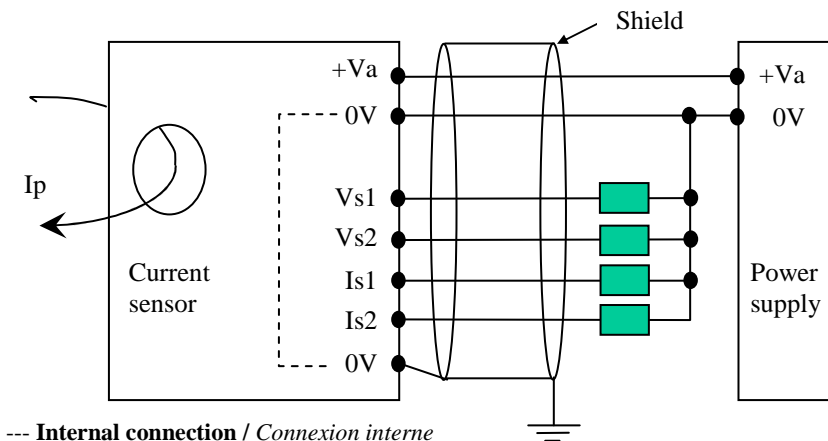 Shield
+Va
0V
Vs1
Vs2
Is1
Is2
0V
Ip
Current
sensor
+Va
0V
Power
supply
--- Internal connection / Connexion interne